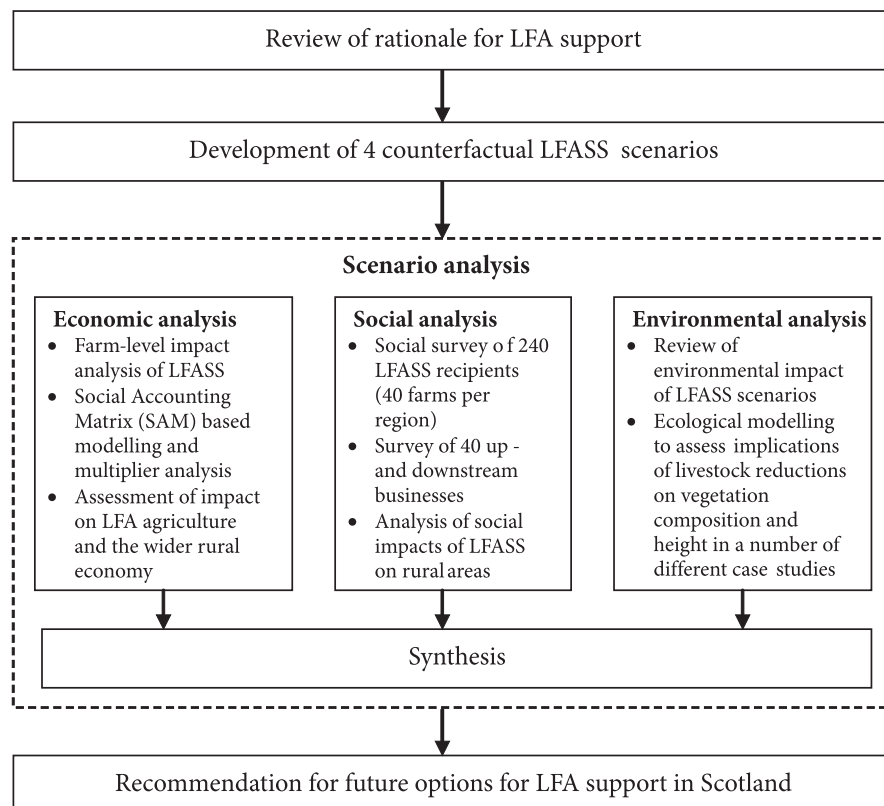 Review of rationale for LFA support
Development of 4 counterfactual LFASS scenarios
Scenario analysis
Economic analysis
• Farm-level impact
analysis of LFASS
• Social Accounting
Matrix (SAM) based
modelling and
multiplier analysis
• Assessment of impact
on LFA agriculture
and the wider rural
economy
Social analysis
• Social survey of 240
LFASS recipients
(40 farms per
region)
• Survey of 40 up -
and downstream
businesses
• Analysis of social
impacts of LFASS
on rural areas
Environmental analysis
• Review of
environmental impact
of LFASS scenarios
• Ecological modelling
to assess implications
of livestock reductions
on vegetation
composition and
height in a number of
different case studies
Synthesis
Recommendation for future options for LFA support in Scotland